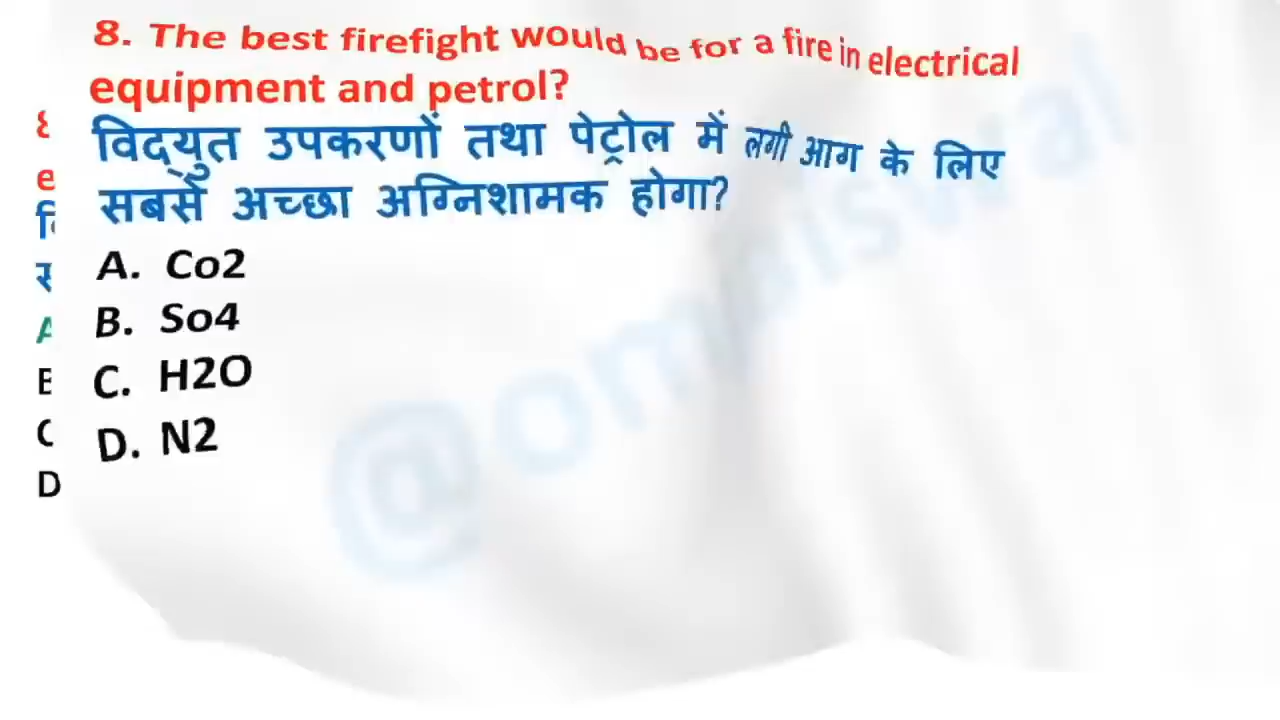 8. The best firefight would be for a fire in electrical
equipment and petrol?
विद्युत उपकरणों तथा पेट्रोल में लगी आग के लिए
सबसे अच्छा अग्निशामक होगा?
A. Co2
B. So4
C. H2O
D. N2
e
A
C
D